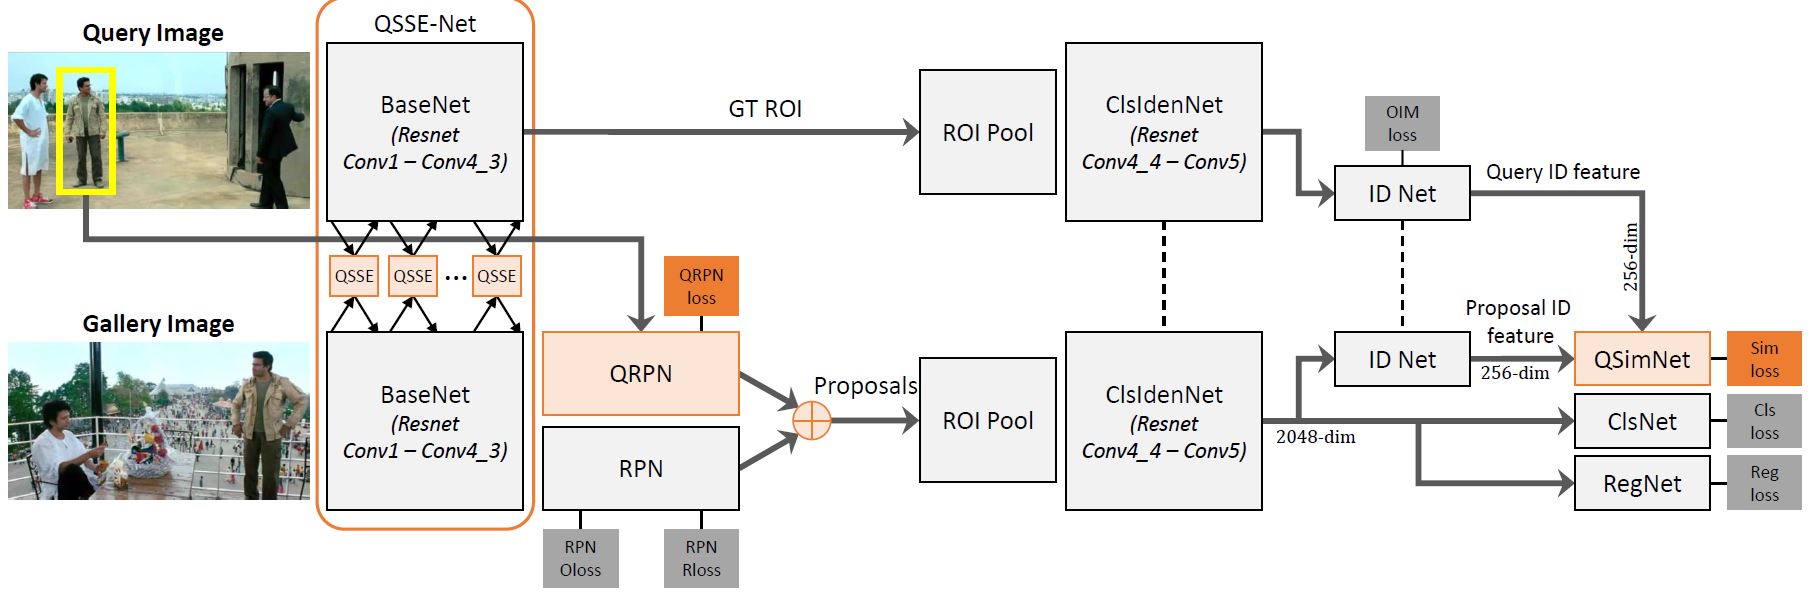 Query Image
QSSE-Net
BaseNet
(Resnet
Conv1 – Conv4_3)
GT ROI
ROI Pool
ClsIdenNet
(Resnet
Conv4_4 – Conv5)
OIM
loss
ID Net
Query ID feature
256-dim
QSSE
QSSE
...
QSSE
QRPN
loss
Gallery Image
BaseNet
(Resnet
Conv1 – Conv4_3)
QRPN
RPN
RPN
Oloss
RPN
Rloss
Proposals
ROI Pool
ClsIdenNet
(Resnet
Conv4_4 – Conv5)
2048-dim
ID Net
Proposal ID
feature
256-dim
QSimNet
Sim
loss
ClsNet
Cls
loss
RegNet
Reg
loss